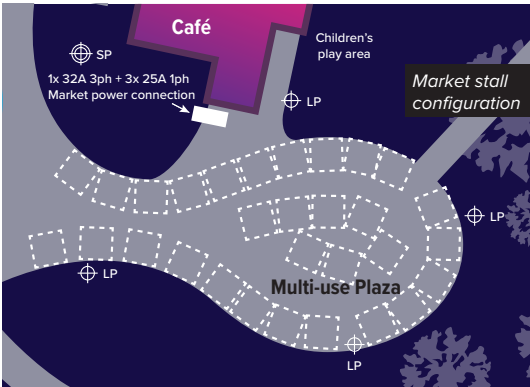 Café
Children's
play area
SP
1x 32A 3ph + 3x 25A 1ph
Market power connection
LP
Market stall
configuration
LP
LP
Multi-use Plaza
LP